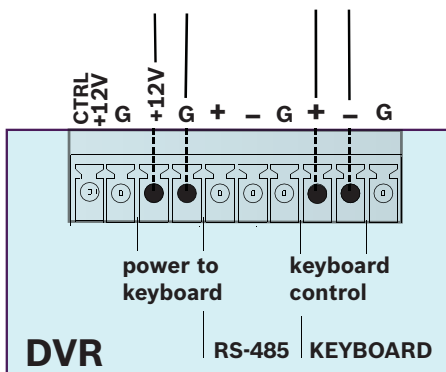 CTRL
+12V G +12V G + − G + − G
power to
keyboard
keyboard
control
DVR
RS-485
KEYBOARD